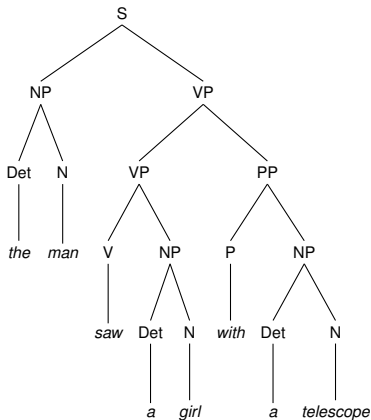 S
NP VP
Det N VP PP
the man V NP P NP
saw Det N with Det N
a girl a telescope